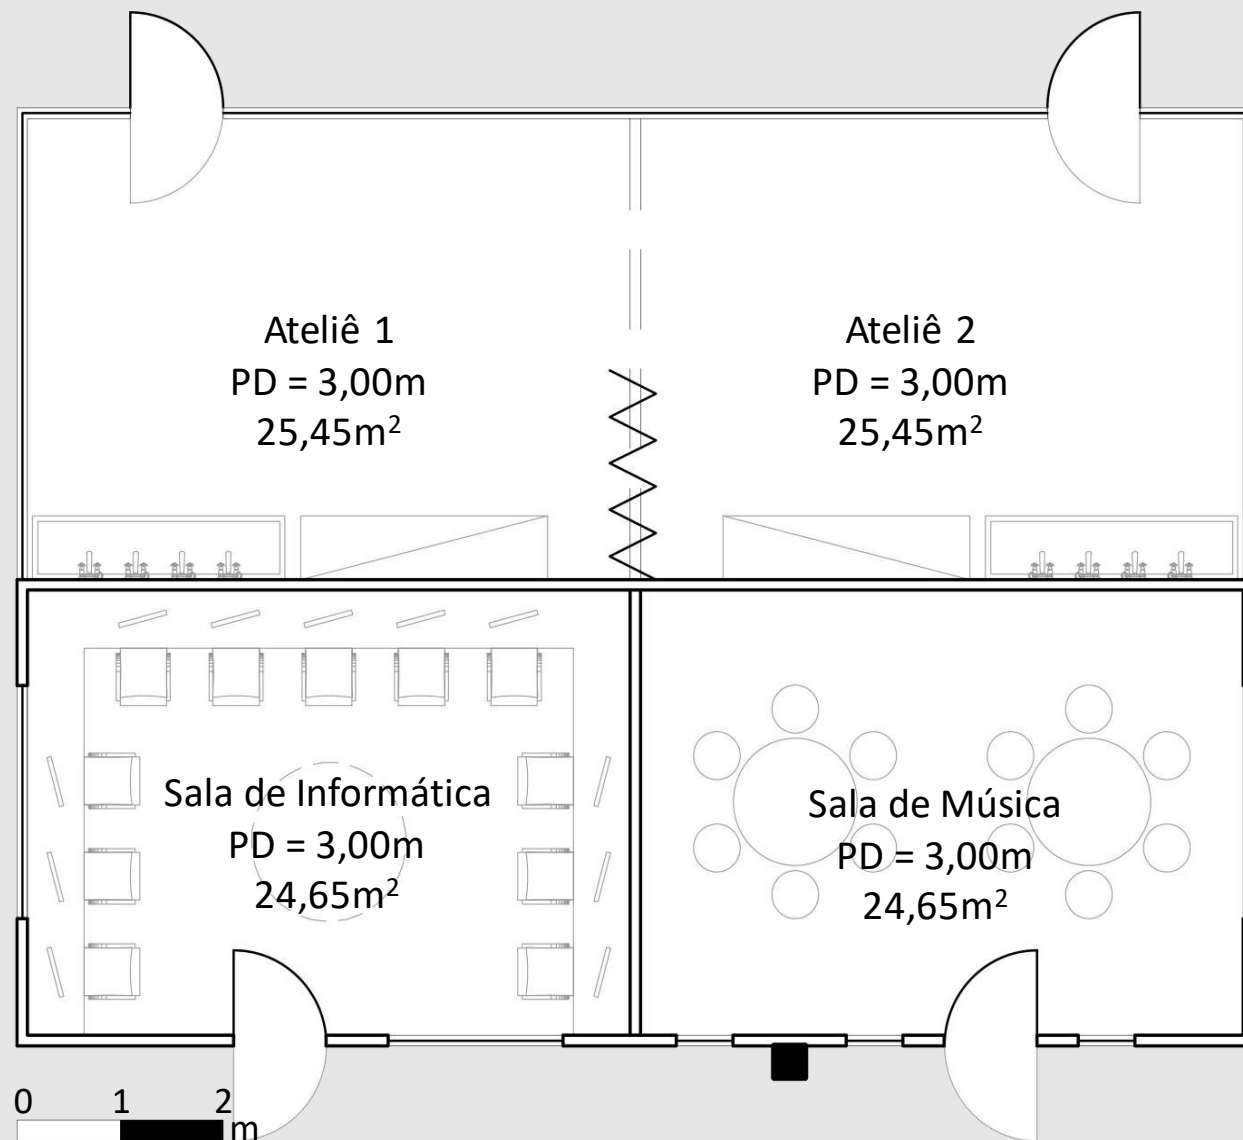 Ateliê 1
PD = 3,00m
25,45m²
Ateliê 2
PD = 3,00m
25,45m²
Sala de Informática
PD = 3,00m
24,65m²
Sala de Música
PD = 3,00m
24,65m²
0 1 2
m